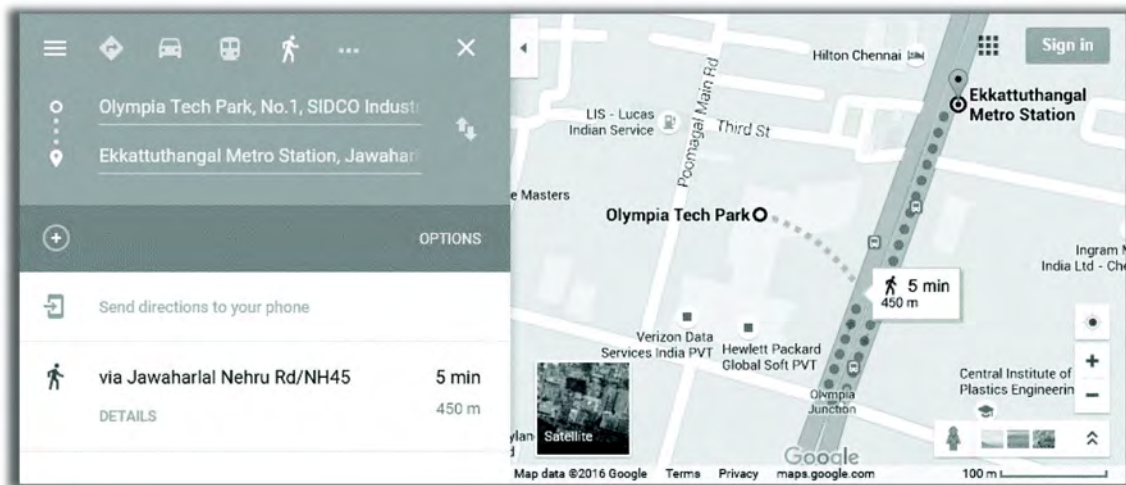 Olympia Tech Park, No.1, SIDCO Indust
Ekkattuthangal Metro Station, Jawahar
OPTIONS
Send directions to your phone
via Jawaharlal Nehru Rd/NH45
5 min
DETAILS
450 m
Sign in
Hilton Chennai
Ekkattuthangal
Metro Station
LIS - Lucas
Indian Service
Poomagal Main Rd
Third St
e Masters
Olympia Tech Park
Ingram M
India Ltd - Che
5 min
450 m
Verizon Data
Services India PVT
Hewlett Packard
Global Soft PVT
Central Institute of
Plastics Engineerin
Olympia
Junction
Satellite
Google
Map data ©2016 Google
Terms
Privacy
maps.google.com
100 m